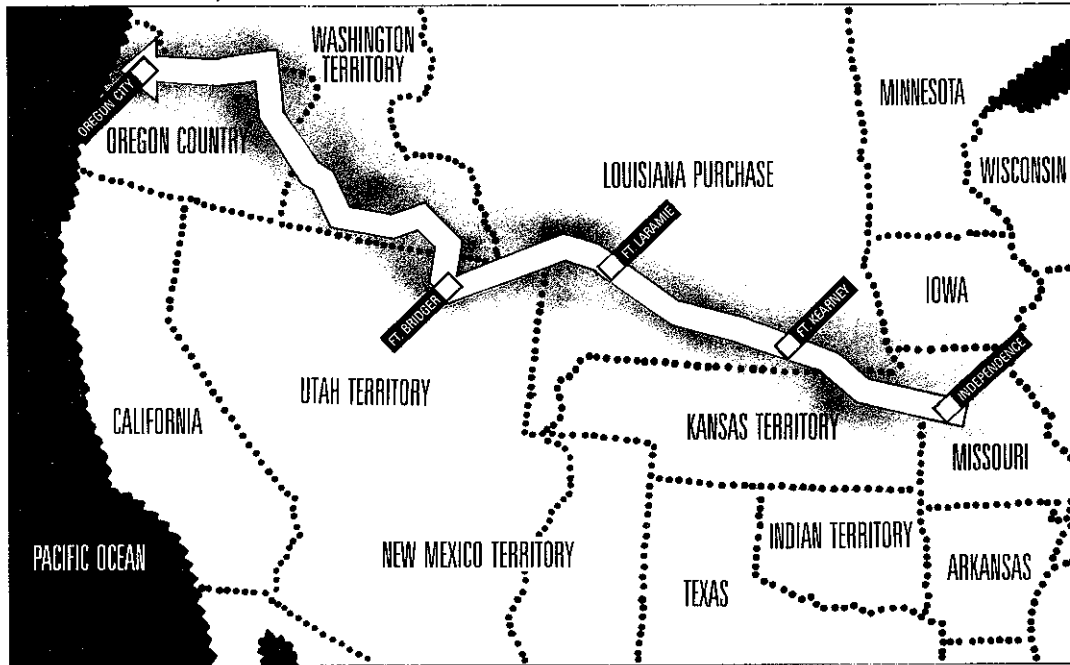 WASHINGTON
TERRITORY
MINNESOTA
OREGON CITY
OREGON COUNTRY
LOUISIANA PURCHASE
WISCONSIN
FT. LARAMIE
IOWA
FT. BRIDGER
FT. KEARNEY
INDEPENDENCE
UTAH TERRITORY
CALIFORNIA
KANSAS TERRITORY
MISSOURI
PACIFIC OCEAN
NEW MEXICO TERRITORY
INDIAN TERRITORY
TEXAS
ARKANSAS